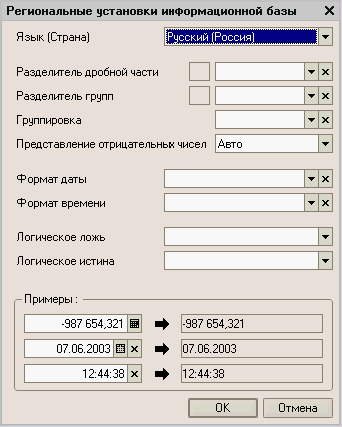 Региональные установки информационной базы
Язык (Страна) Русский (Россия)
Разделитель дробной части
Разделитель групп
Группировка
Представление отрицательных чисел Авто
Формат даты
Формат времени
Логическое ложь
Логическое истина
Примеры :
-987 654,321 -987 654,321
07.06.2003 07.06.2003
12:44:38 12:44:38
OK Отмена